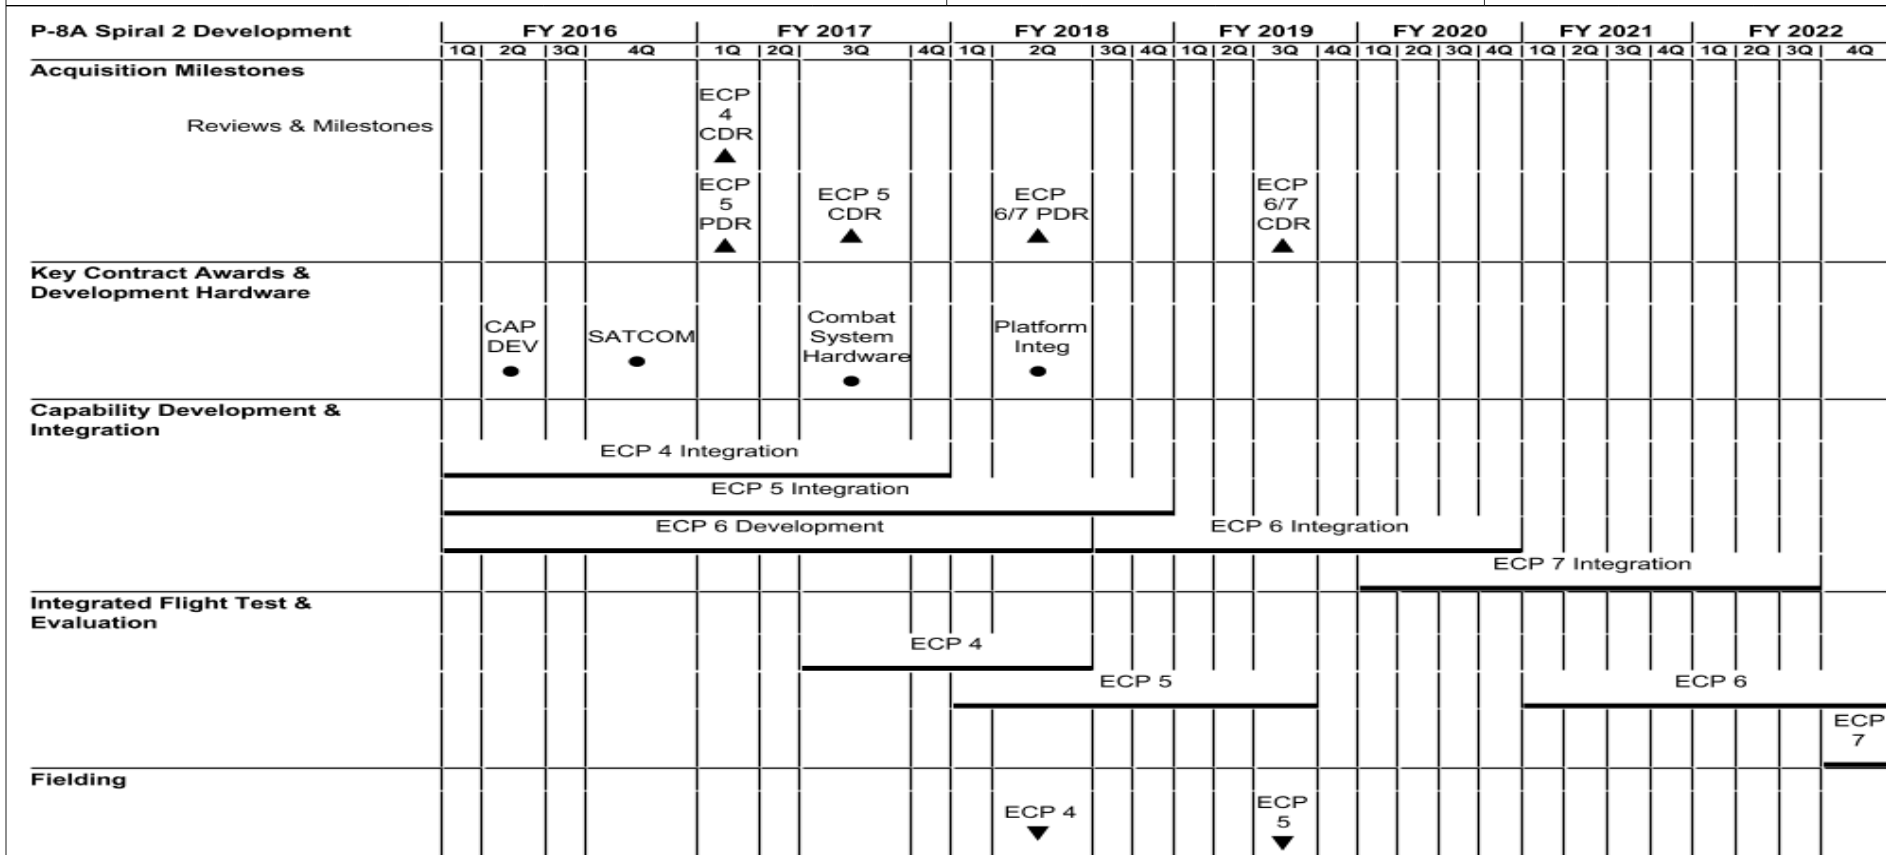 P-8A Spiral 2 Development FY 2016 FY 2017 FY 2018 FY 2019 FY 2020 FY 2021 FY 2022
1Q 2Q 3Q 4Q 1Q 2Q 3Q 4Q 1Q 2Q 3Q 4Q 1Q 2Q 3Q 4Q 1Q 2Q 3Q 4Q 1Q 2Q 3Q 4Q 1Q 2Q 3Q 4Q
Acquisition Milestones
Reviews & Milestones
ECP
4
CDR
ECP
5
PDR
ECP 5
CDR
ECP
6/7 PDR
ECP
6/7
CDR
Key Contract Awards &
Development Hardware
CAP
DEV
SATCOM
Combat
System
Hardware
Platform
Integ
Capability Development &
Integration
ECP 4 Integration
ECP 5 Integration
ECP 6 Development
ECP 6 Integration
ECP 7 Integration
Integrated Flight Test &
Evaluation
ECP 4
ECP 5
ECP 6
ECP
7
Fielding
ECP 4
ECP
5